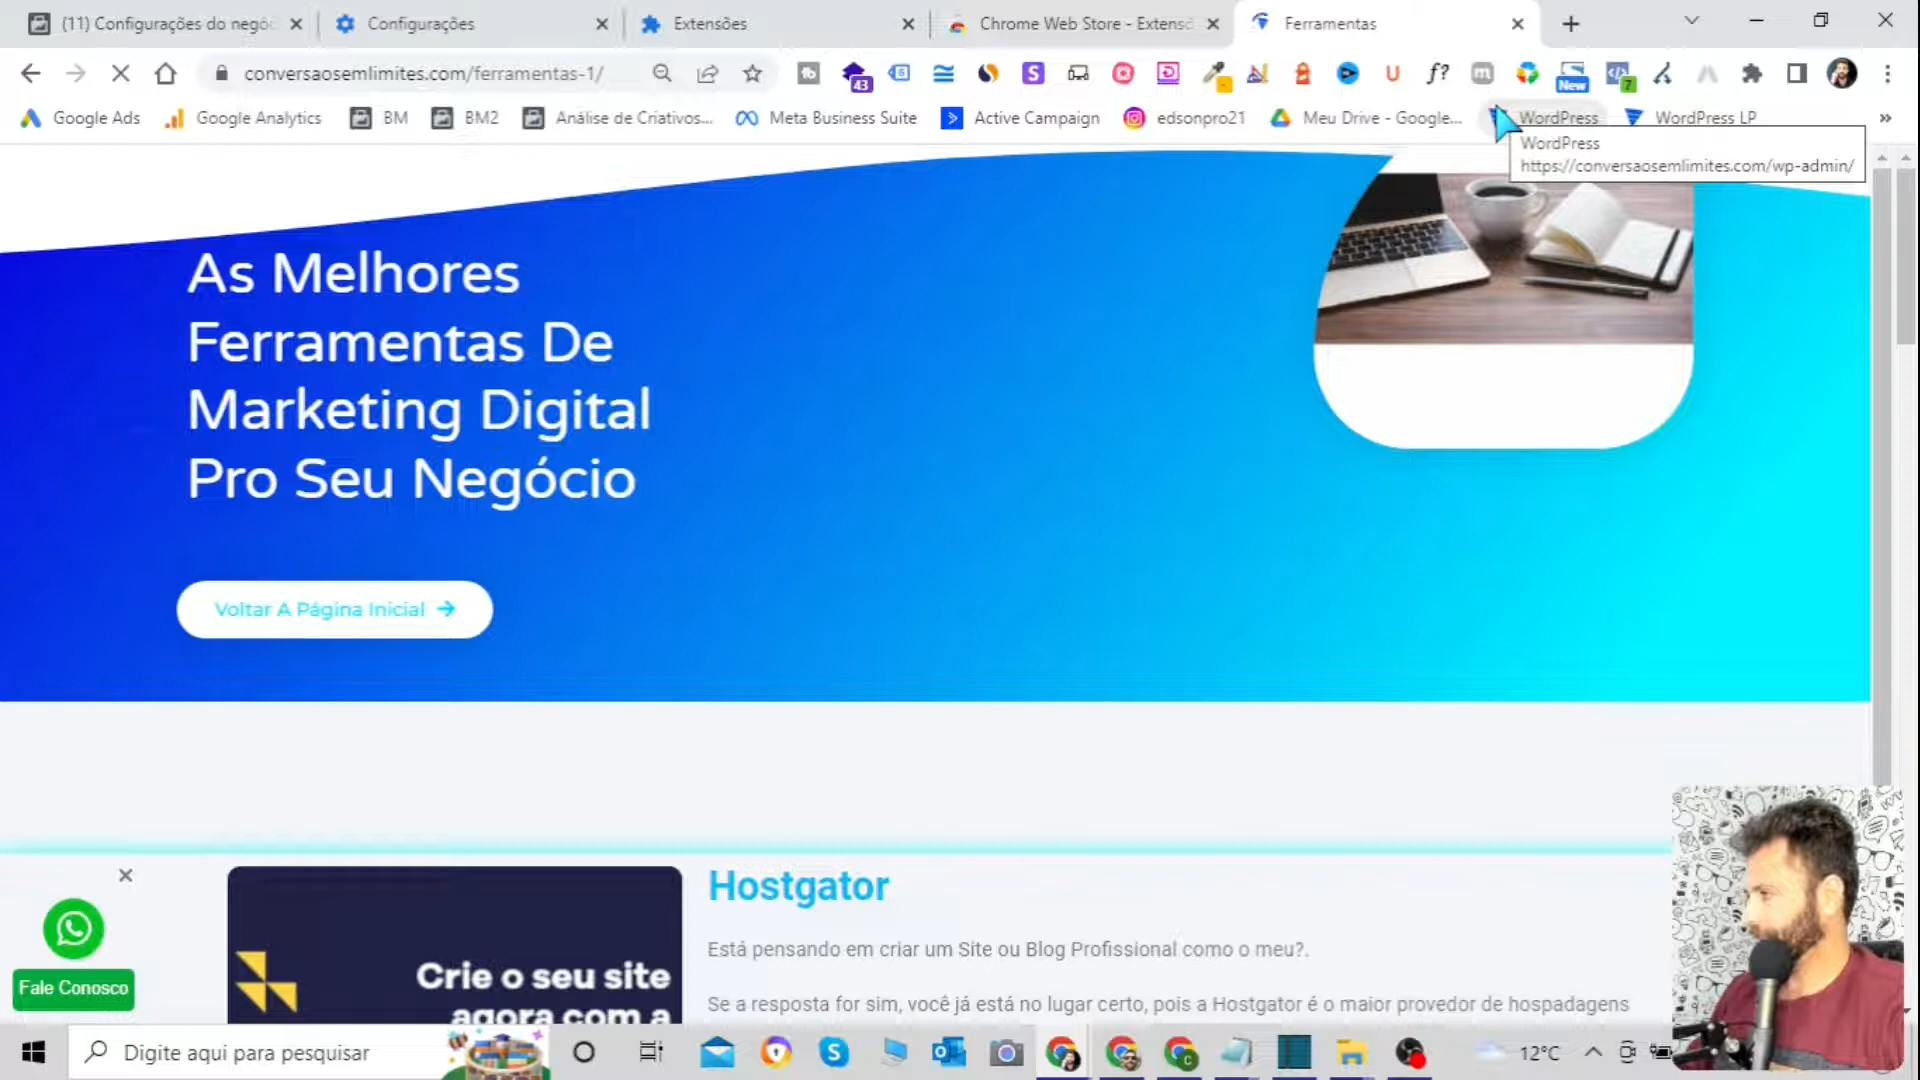 (11) Configurações do negóc
Configurações
Extensões
Chrome Web Store - Extensõ
Ferramentas
conversaosemlimites.com/ferramentas-1/
43
New
7
Google Ads
Google Analytics
BM
BM2
Análise de Criativos...
Meta Business Suite
Active Campaign
edsonpro21
Meu Drive - Google...
WordPress
WordPress LP
WordPress
https://conversaosemlimites.com/wp-admin/
As Melhores
Ferramentas De
Marketing Digital
Pro Seu Negócio
Voltar A Página Inicial
Hostgator
Está pensando em criar um Site ou Blog Profissional como o meu?.
Se a resposta for sim, você já está no lugar certo, pois a Hostgator é o maior provedor de hospadagens
Crie o seu site
agora com a
Fale Conosco
Digite aqui para pesquisar
12°C